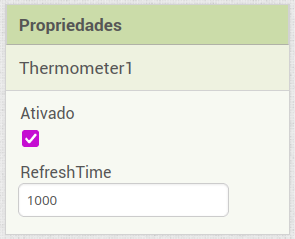 Propriedades
Thermometer1
Ativado
RefreshTime
1000